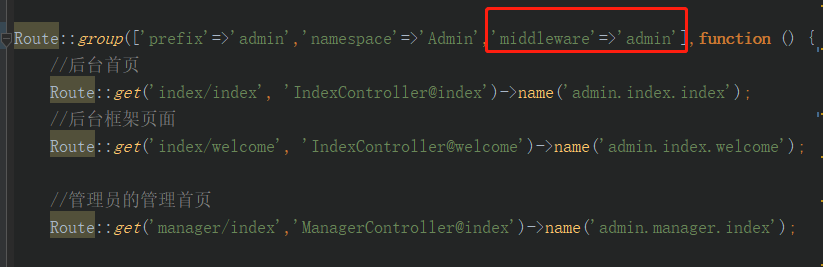 Route::group(['prefix'=>'admin','namespace'=>'Admin','middleware'=>'admin'],function () {
//后台首页
Route::get('index/index', 'IndexController@index')->name('admin.index.index');
//后台框架页面
Route::get('index/welcome', 'IndexController@welcome')->name('admin.index.welcome');
//管理员的管理首页
Route::get('manager/index','ManagerController@index')->name('admin.manager.index');